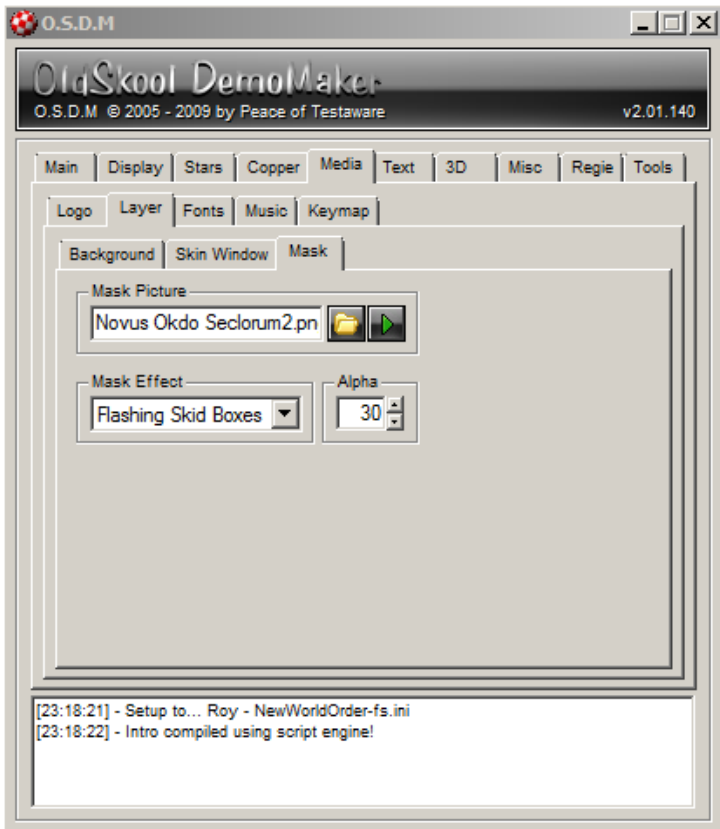 O.S.D.M
OldSkool DemoMaker
O.S.D.M © 2005 - 2009 by Peace of Testaware v2.01.140
Main Display Stars Copper Media Text 3D Misc Regie Tools
Logo Layer Fonts Music Keymap
Background Skin Window Mask
Mask Picture
Novus Okdo Seclorum2.pn
Mask Effect Alpha
Flashing Skid Boxes 30
[23:18:21] - Setup to... Roy - NewWorldOrder-fs.ini
[23:18:22] - Intro compiled using script engine!